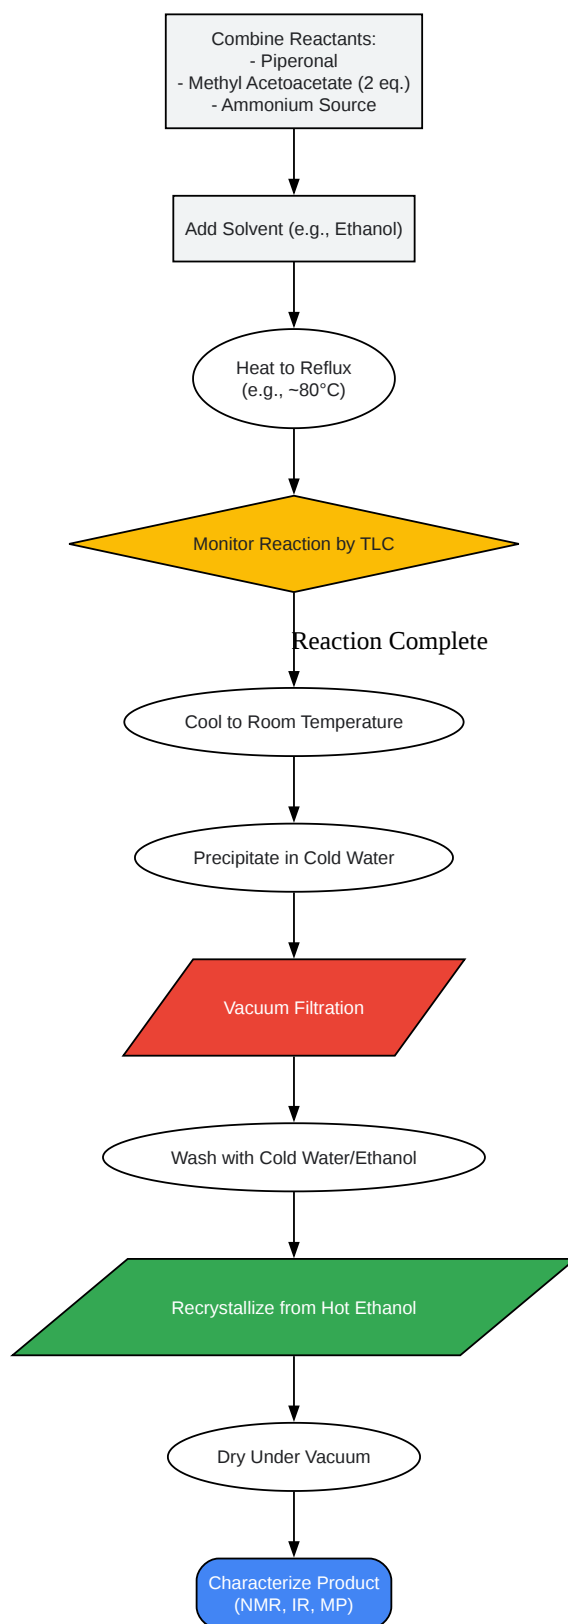 Combine Reactants:
- Piperonal
- Methyl Acetoacetate (2 eq.)
- Ammonium Source
Add Solvent (e.g., Ethanol)
Heat to Reflux
(e.g., ~80°C)
Monitor Reaction by TLC
Reaction Complete
Cool to Room Temperature
Precipitate in Cold Water
Vacuum Filtration
Wash with Cold Water/Ethanol
Recrystallize from Hot Ethanol
Dry Under Vacuum
Characterize Product
(NMR, IR, MP)